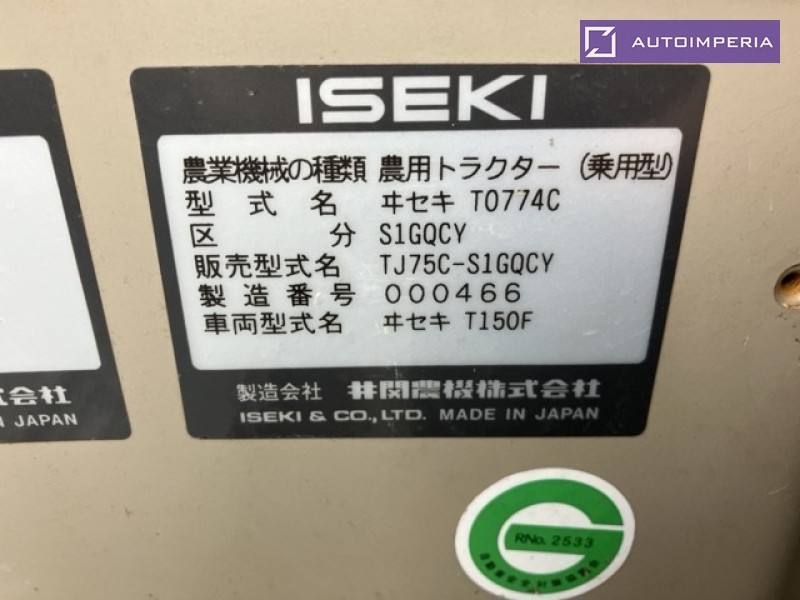 AUTOIMPERIA
ISEKI
農業機械の種類 農用トラクター (乗用型)
型式名 ヰセキ T0774C
区分 S1GQCY
販売型式名 TJ75C-S1GQCY
製造番号 000466
車両型式名 ヰセキ T150F
製造会社 井関農機株式会社
ISEKI & CO.,LTD. MADE IN JAPAN
式会社
JAPAN
RNo. 2533